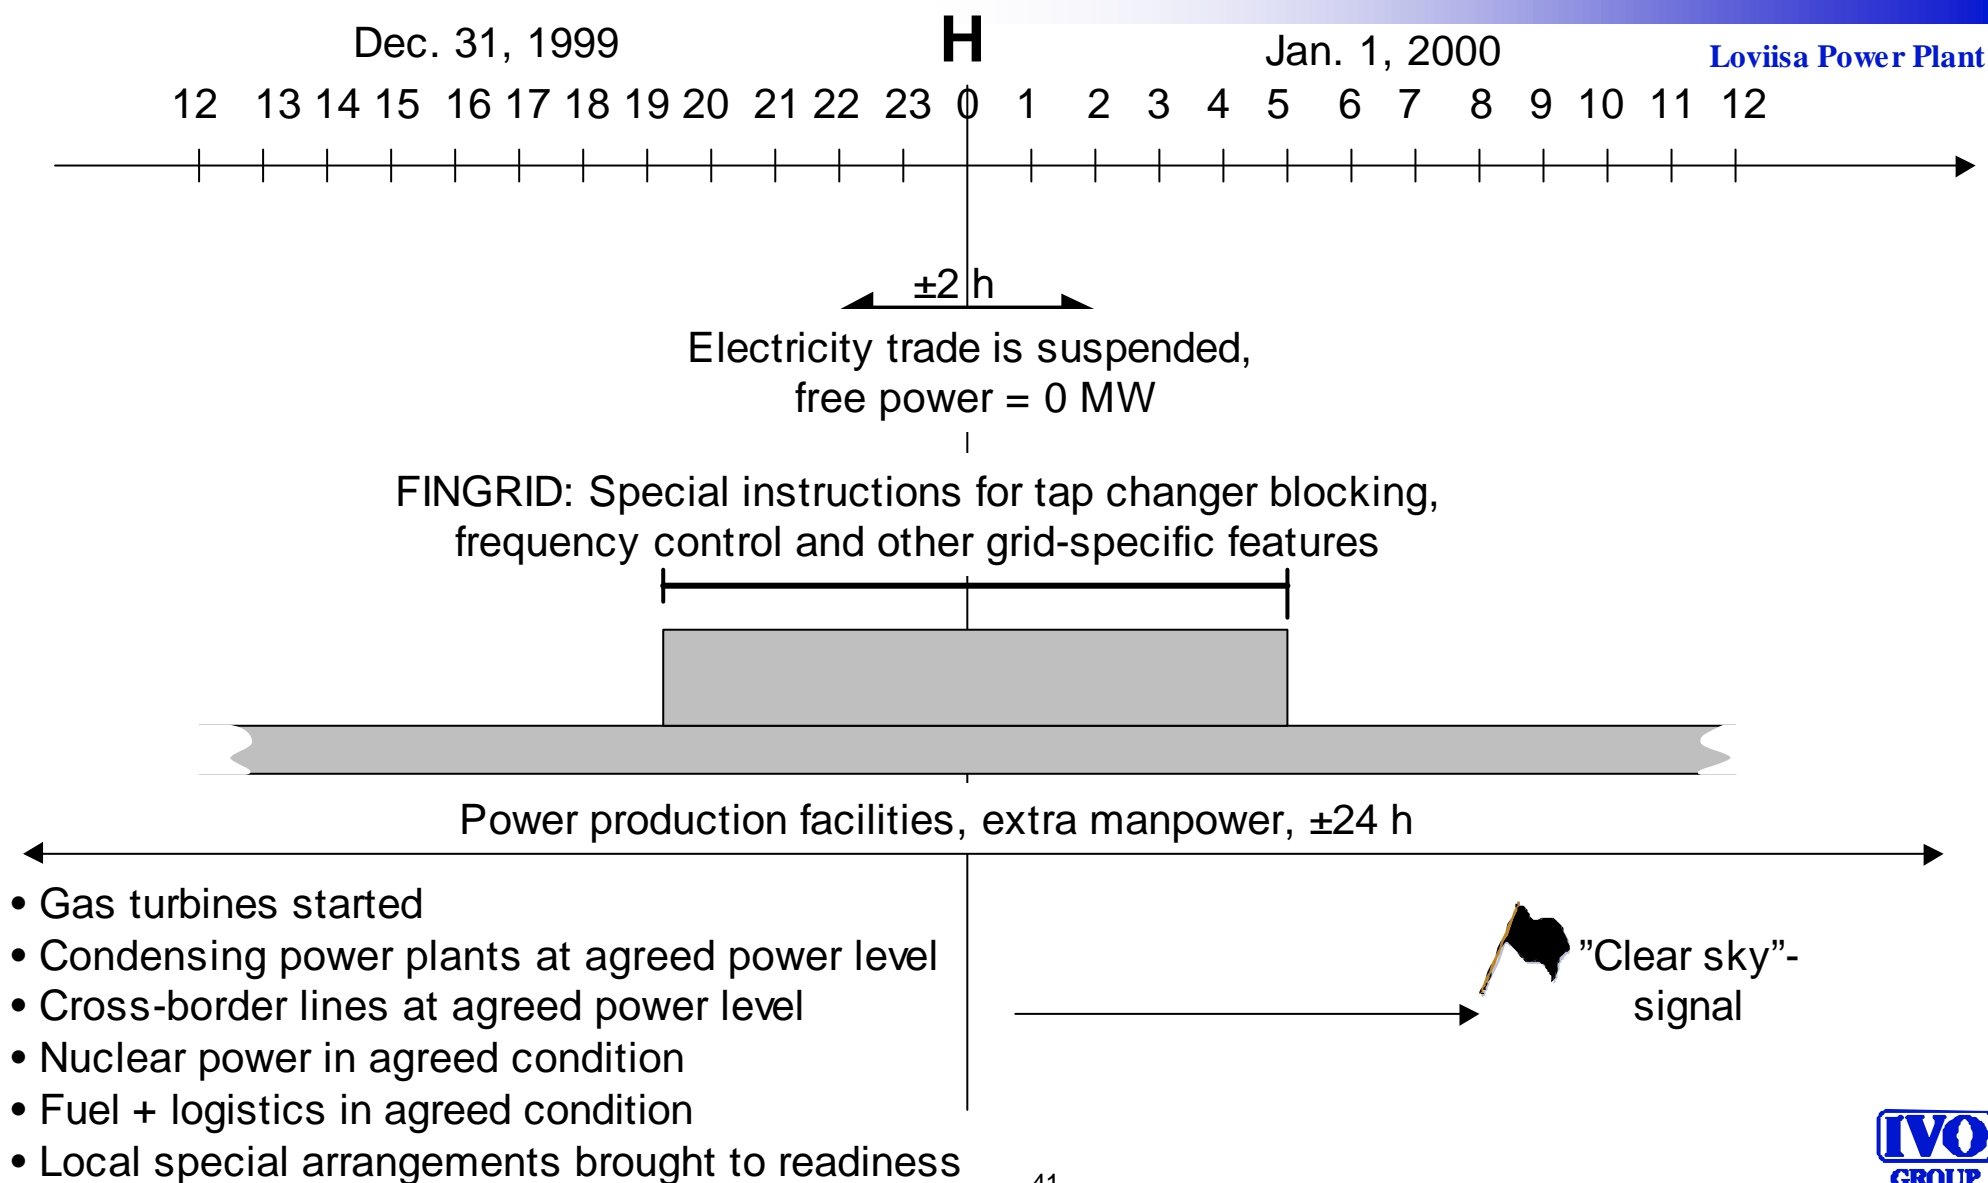 Dec. 31, 1999
H
Jan. 1, 2000
Loviisa Power Plant
12 13 14 15 16 17 18 19 20 21 22 23 0 1 2 3 4 5 6 7 8 9 10 11 12
±2 h
Electricity trade is suspended,
free power = 0 MW
FINGRID: Special instructions for tap changer blocking,
frequency control and other grid-specific features
Power production facilities, extra manpower, ±24 h
• Gas turbines started
• Condensing power plants at agreed power level
• Cross-border lines at agreed power level
• Nuclear power in agreed condition
• Fuel + logistics in agreed condition
• Local special arrangements brought to readiness
”Clear sky”-
signal
41
IVO
GROUP